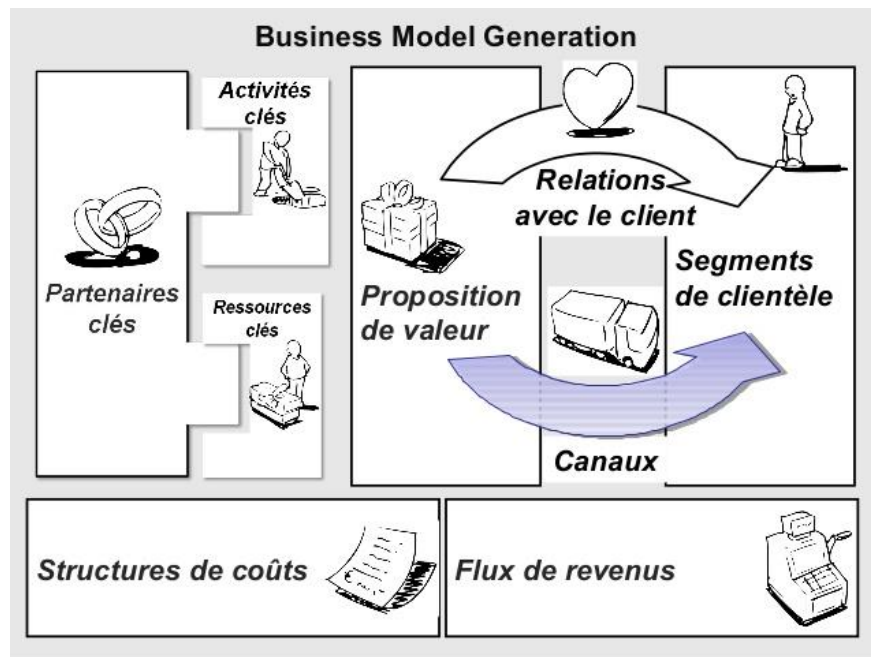 Business Model Generation
Partenaires
clés
Activités
clés
Ressources
clés
Proposition
de valeur
Relations
avec le client
Canaux
Segments
de clientèle
Structures de coûts
Flux de revenus